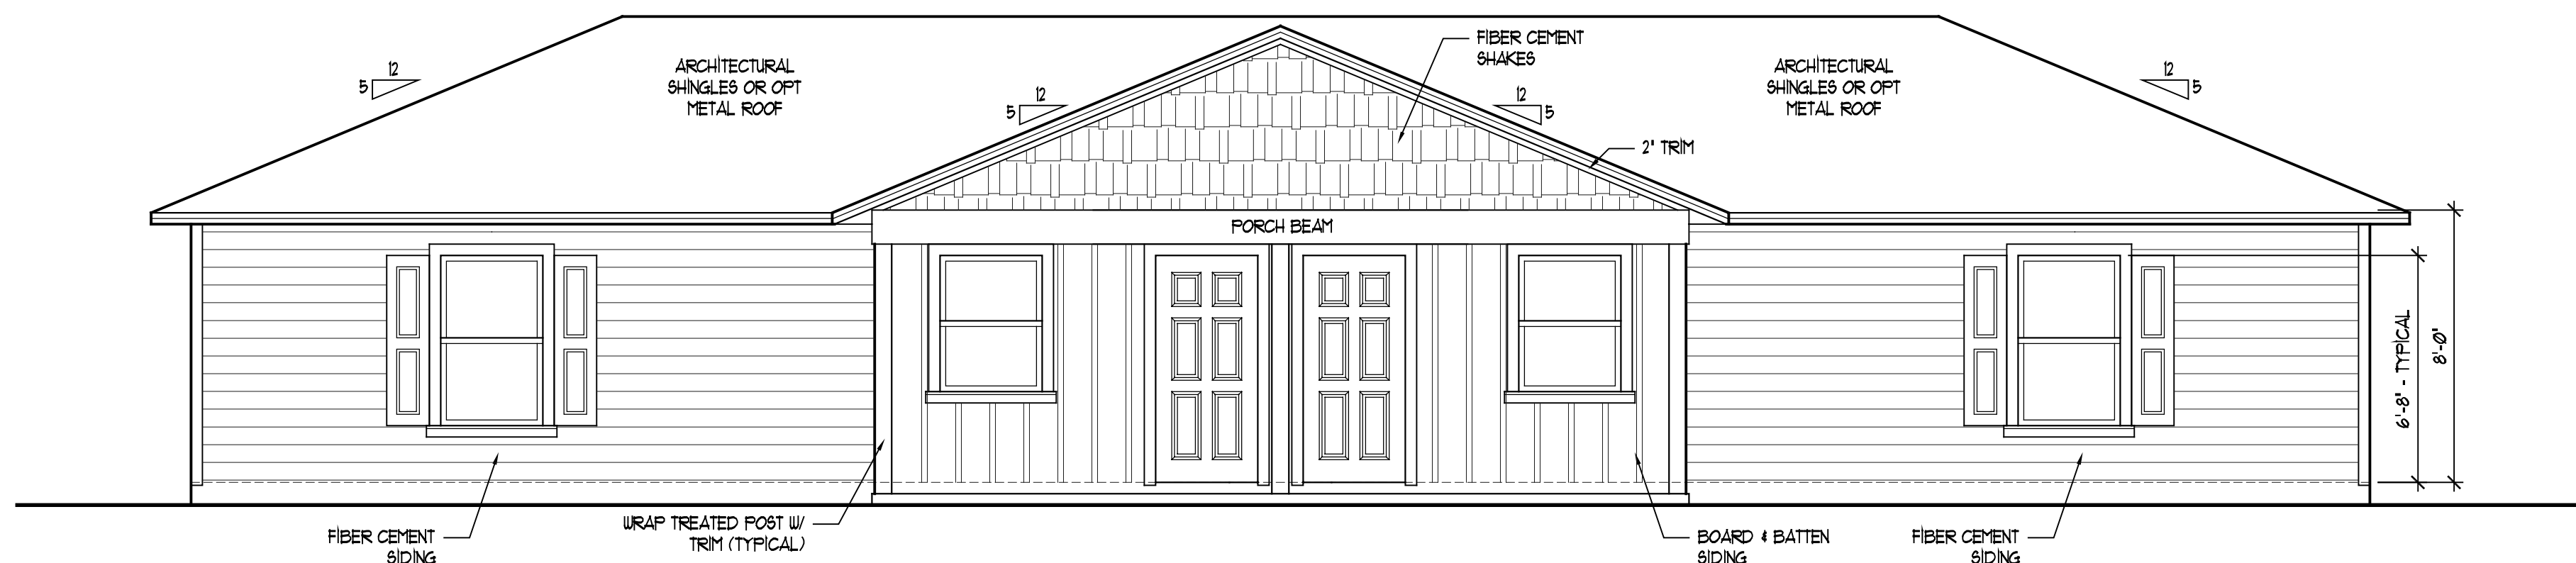 FIBER CEMENT
SHAKES
ARCHITECTURAL
SHINGLES OR OPT
METAL ROOF
ARCHITECTURAL
SHINGLES OR OPT
METAL ROOF
12
5
12
5
12
5
12
5
2" TRIM
PORCH BEAM
6'-8" - TYPICAL
8'-0"
FIBER CEMENT
SIDING
WRAP TREATED POST W/
TRIM (TYPICAL)
BOARD & BATTEN
SIDING
FIBER CEMENT
SIDING